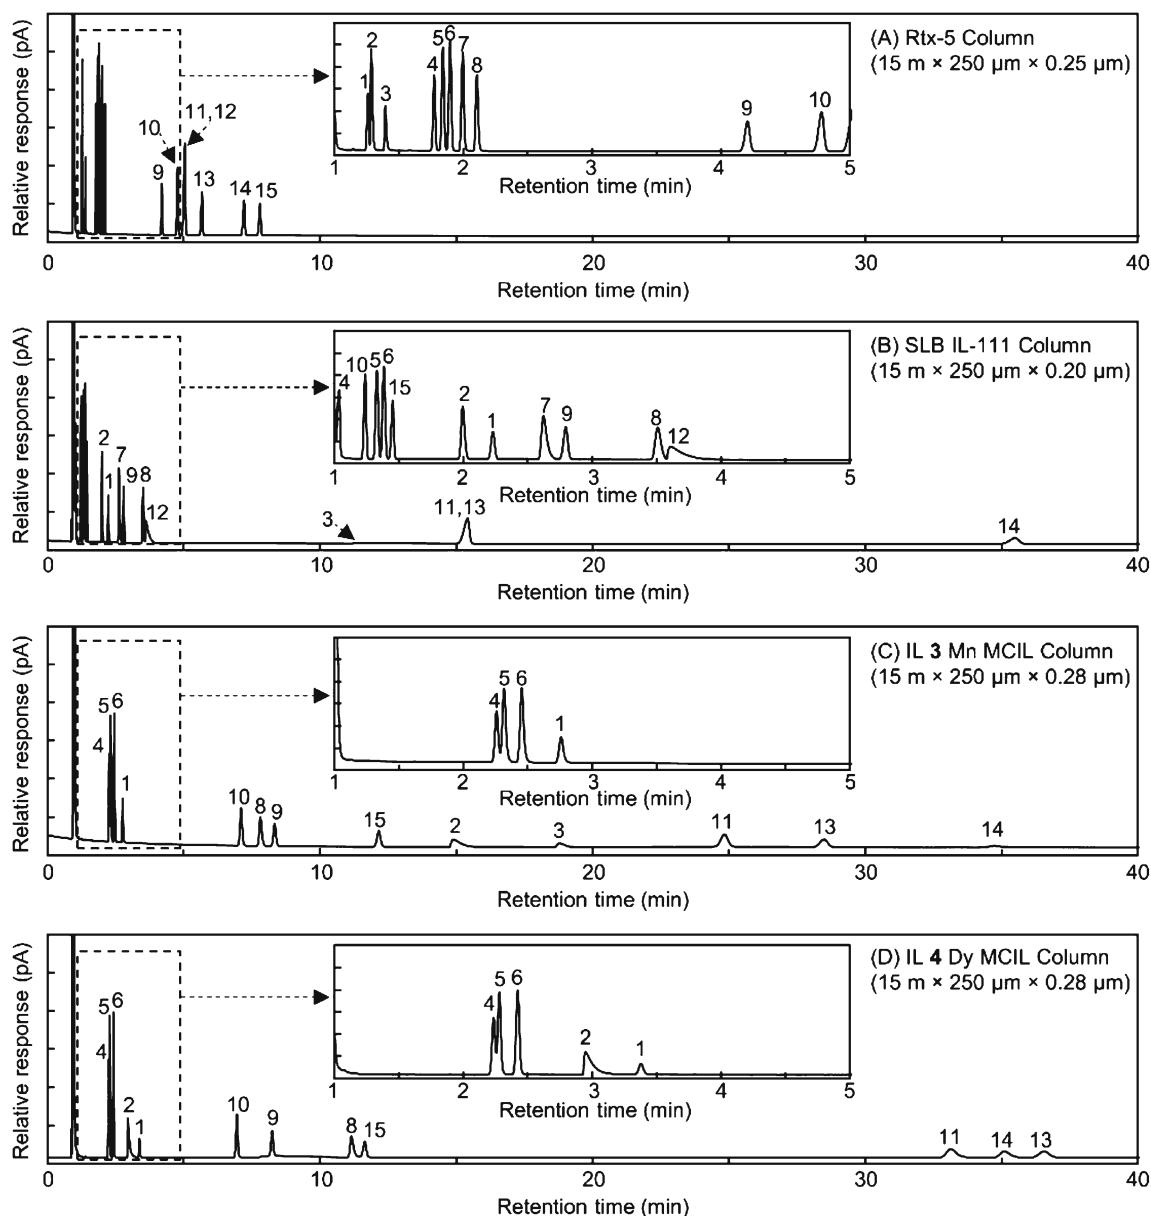 Relative response (pA)
(A) Rtx-5 Column
(15 m × 250 µm × 0.25 µm)
1 2 3 4 5 6 7 8 9 10
1 2 3 4 5
Retention time (min)
10 11,12
9 13 14 15
0 10 20 30 40
Retention time (min)
Relative response (pA)
(B) SLB IL-111 Column
(15 m × 250 µm × 0.20 µm)
4 10 5 6 15 2 1 7 9 8 12
1 2 3 4 5
Retention time (min)
2 1 7 9 8 12 3 11,13 14
0 10 20 30 40
Retention time (min)
Relative response (pA)
(C) IL 3 Mn MCIL Column
(15 m × 250 µm × 0.28 µm)
4 5 6 1
1 2 3 4 5
Retention time (min)
4 5 6 1 10 8 9 15 2 3 11 13 14
0 10 20 30 40
Retention time (min)
Relative response (pA)
(D) IL 4 Dy MCIL Column
(15 m × 250 µm × 0.28 µm)
4 5 6 2 1
1 2 3 4 5
Retention time (min)
4 5 6 2 1 10 9 8 15 11 14 13
0 10 20 30 40
Retention time (min)